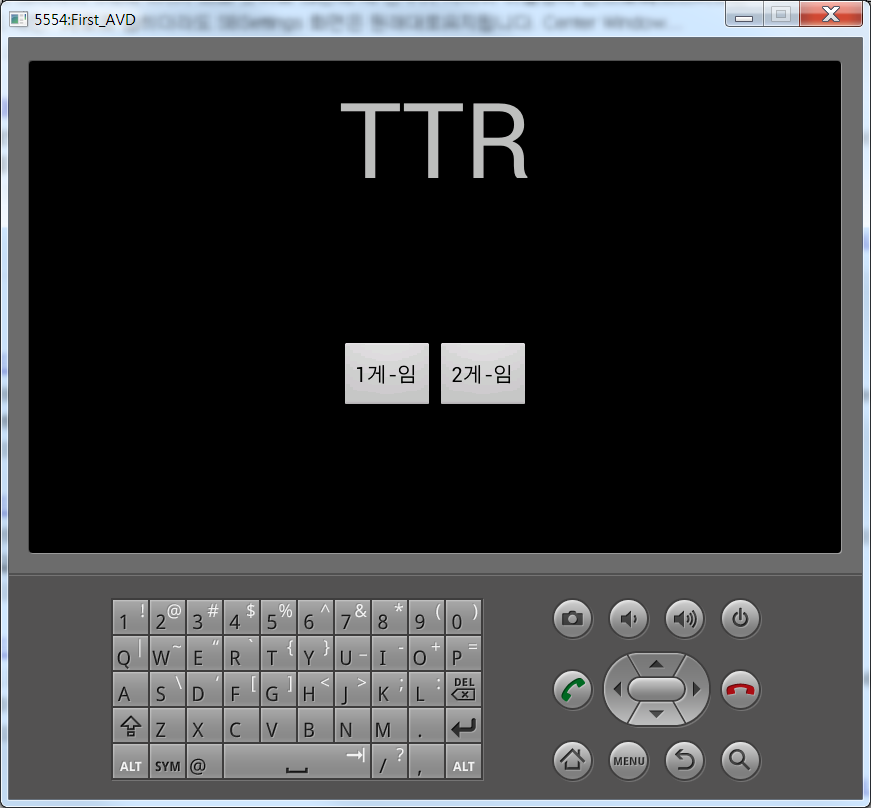 5554:First_AVD
TTR
1게-임 2게-임
1 ! 2 @ 3 # 4 $ 5 % 6 ^ 7 & 8 * 9 ( 0 )
Q | W ~ E “ R ` T { Y } U _ I - O + P =
A S \ D ‘ F [ G ] H < J > K ; L : DEL
Z X C V B N M .
ALT SYM @ / ? , ALT
MENU